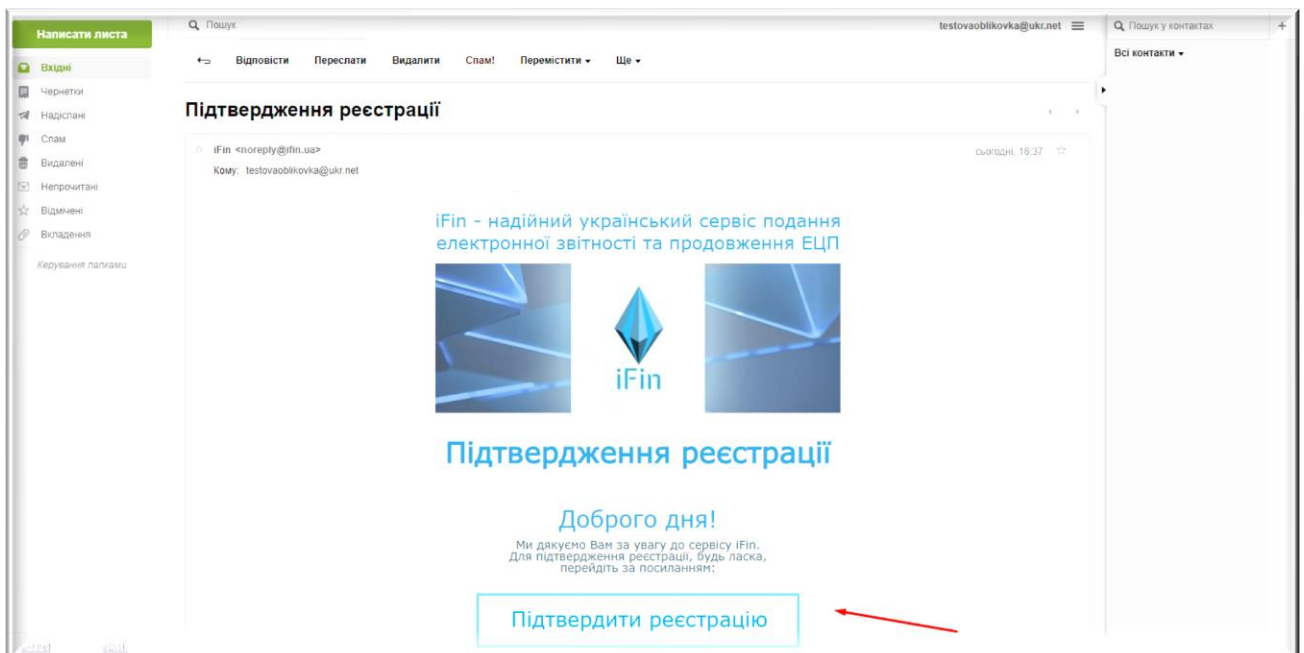 Написати листа
Вхідні
Чернетки
Надіслані
Спам
Видалені
Непрочитані
Відмічені
Вкладення
Керування папками
Пошук
testovaoblikovka@ukr.net
Відповісти Переслати Видалити Спам! Перемістити Ще
Підтвердження реєстрації
iFin <noreply@ifin.ua>
сьогодні, 16:37
Кому: testovaoblikovka@ukr.net
iFin - надійний український сервіс подання
електронної звітності та продовження ЕЦП
iFin
Підтвердження реєстрації
Доброго дня!
Ми дякуємо Вам за увагу до сервісу iFin.
Для підтвердження реєстрації, будь ласка,
перейдіть за посиланням:
Підтвердити реєстрацію
Пошук у контактах
+
Всі контакти